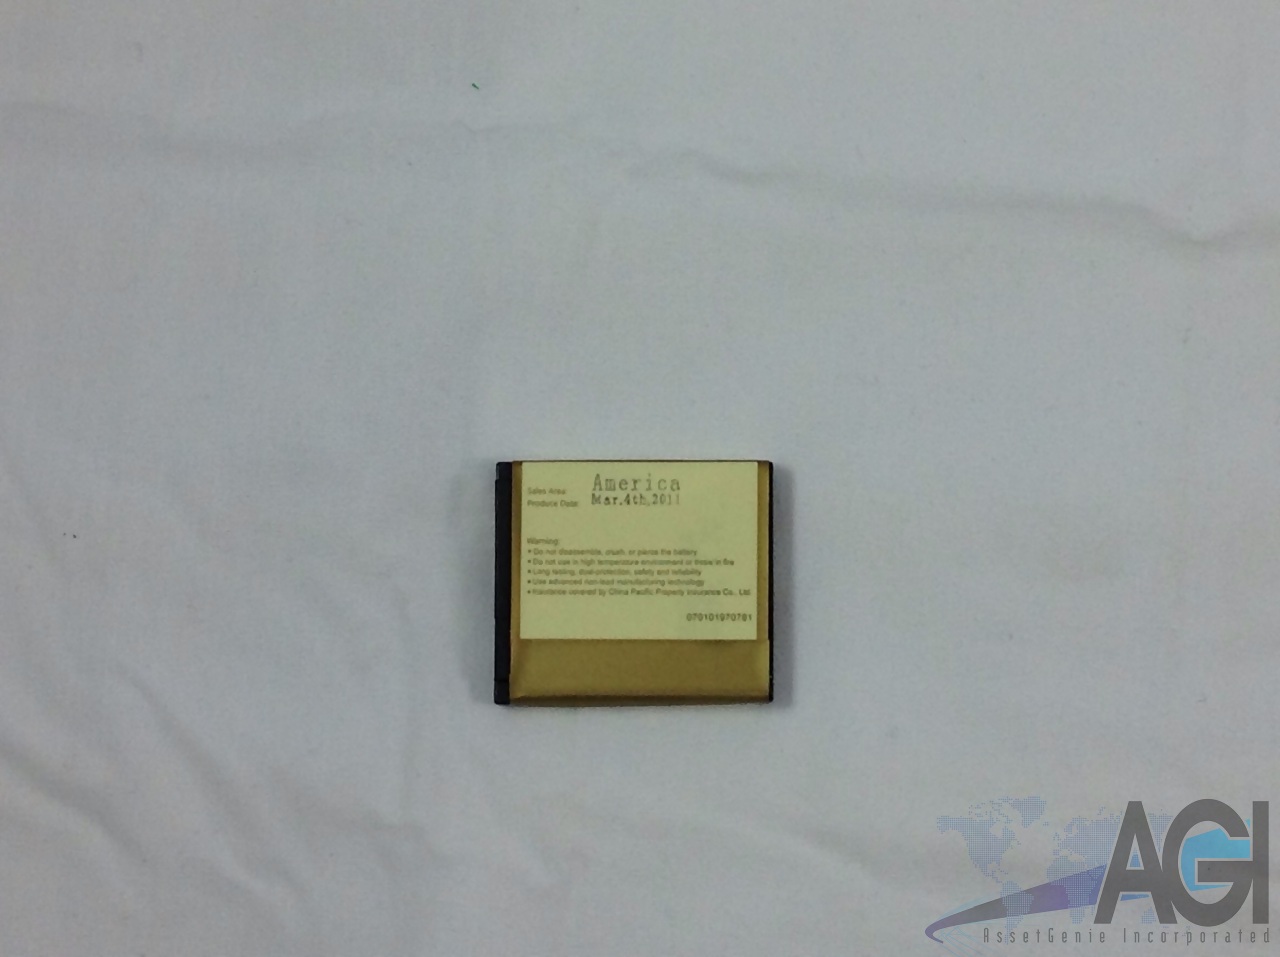 Sales Area: America
Produce Date: Mar.4th,2011
Warning:
• Do not disassemble, crush, or pierce the battery
• Do not use in high temperature environment or throw in fire
• Long lasting, dual-protection, safety and reliability
• Use advanced non-lead manufacturing technology
• Insurance covered by China Pacific Property Insurance Co., Ltd.
070101970781
AGI
AssetGenie Incorporated